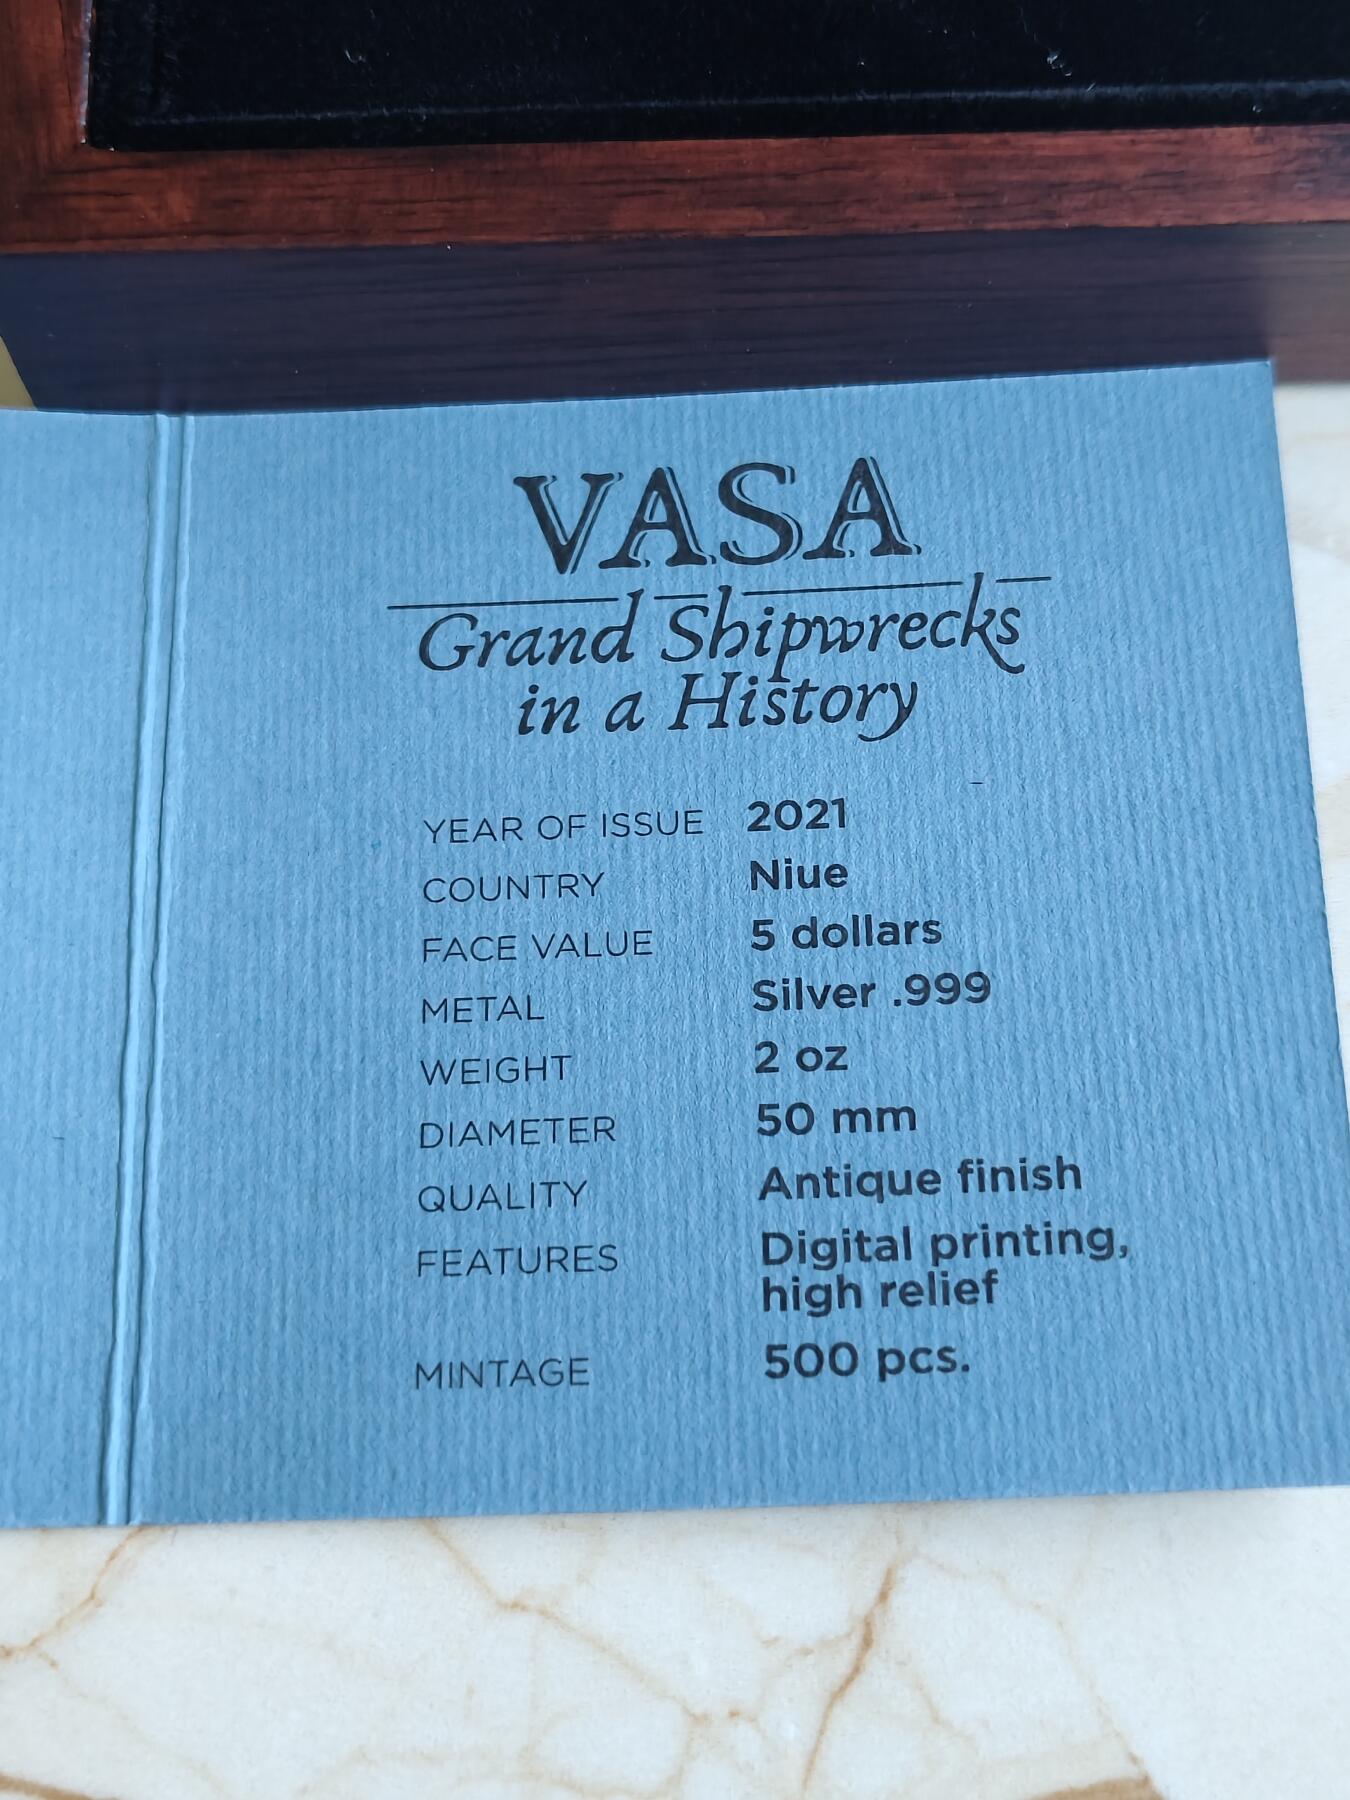 VASA
Grand Shipwrecks
in a History
YEAR OF ISSUE 2021
COUNTRY Niue
FACE VALUE 5 dollars
METAL Silver .999
WEIGHT 2 oz
DIAMETER 50 mm
QUALITY Antique finish
FEATURES Digital printing,
high relief
MINTAGE 500 pcs.